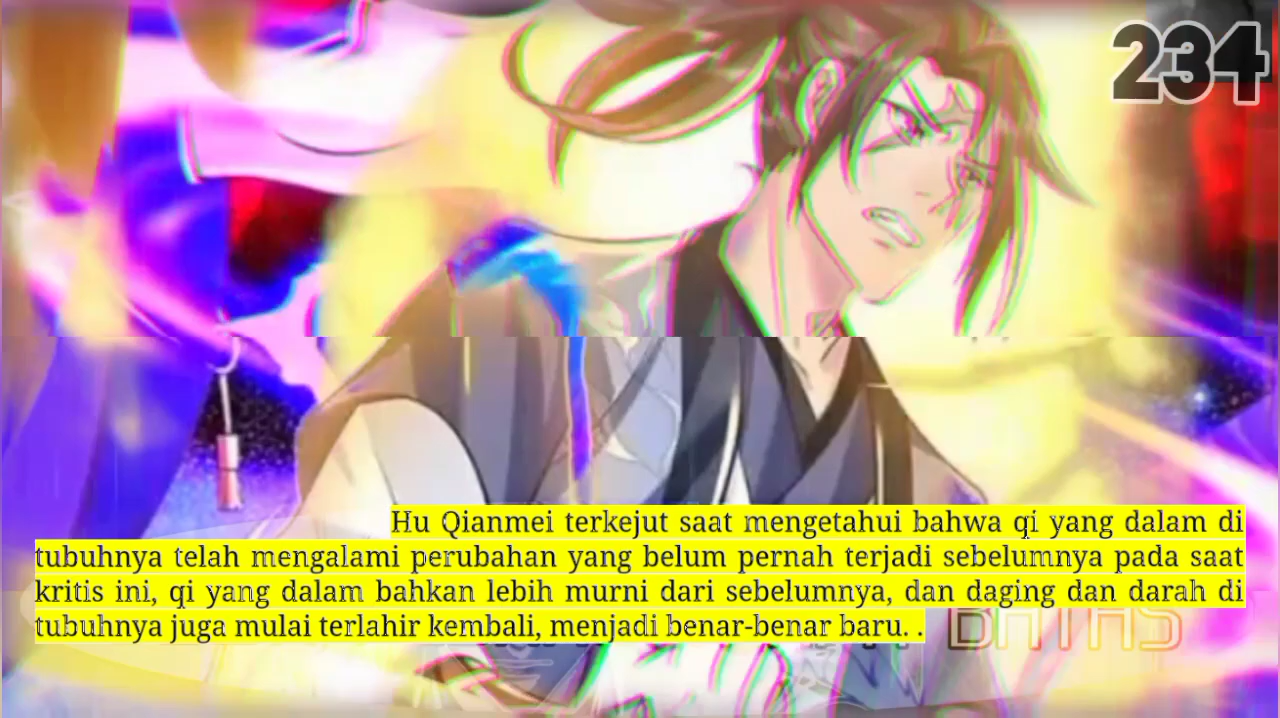 234
Hu Qianmei terkejut saat mengetahui bahwa qi yang dalam di
tubuhnya telah mengalami perubahan yang belum pernah terjadi sebelumnya pada saat
kritis ini, qi yang dalam bahkan lebih murni dari sebelumnya, dan daging dan darah di
tubuhnya juga mulai terlahir kembali, menjadi benar-benar baru. .
BATAS